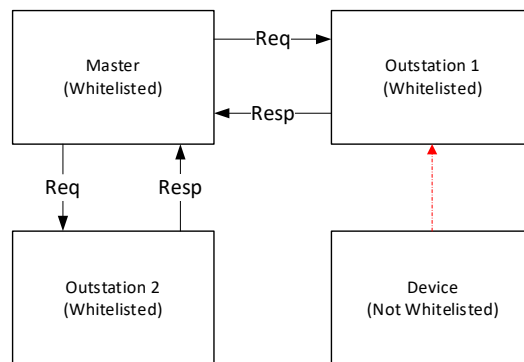 Master
(Whitelisted)
Req
Outstation 1
(Whitelisted)
Resp
Req
Resp
Outstation 2
(Whitelisted)
Device
(Not Whitelisted)